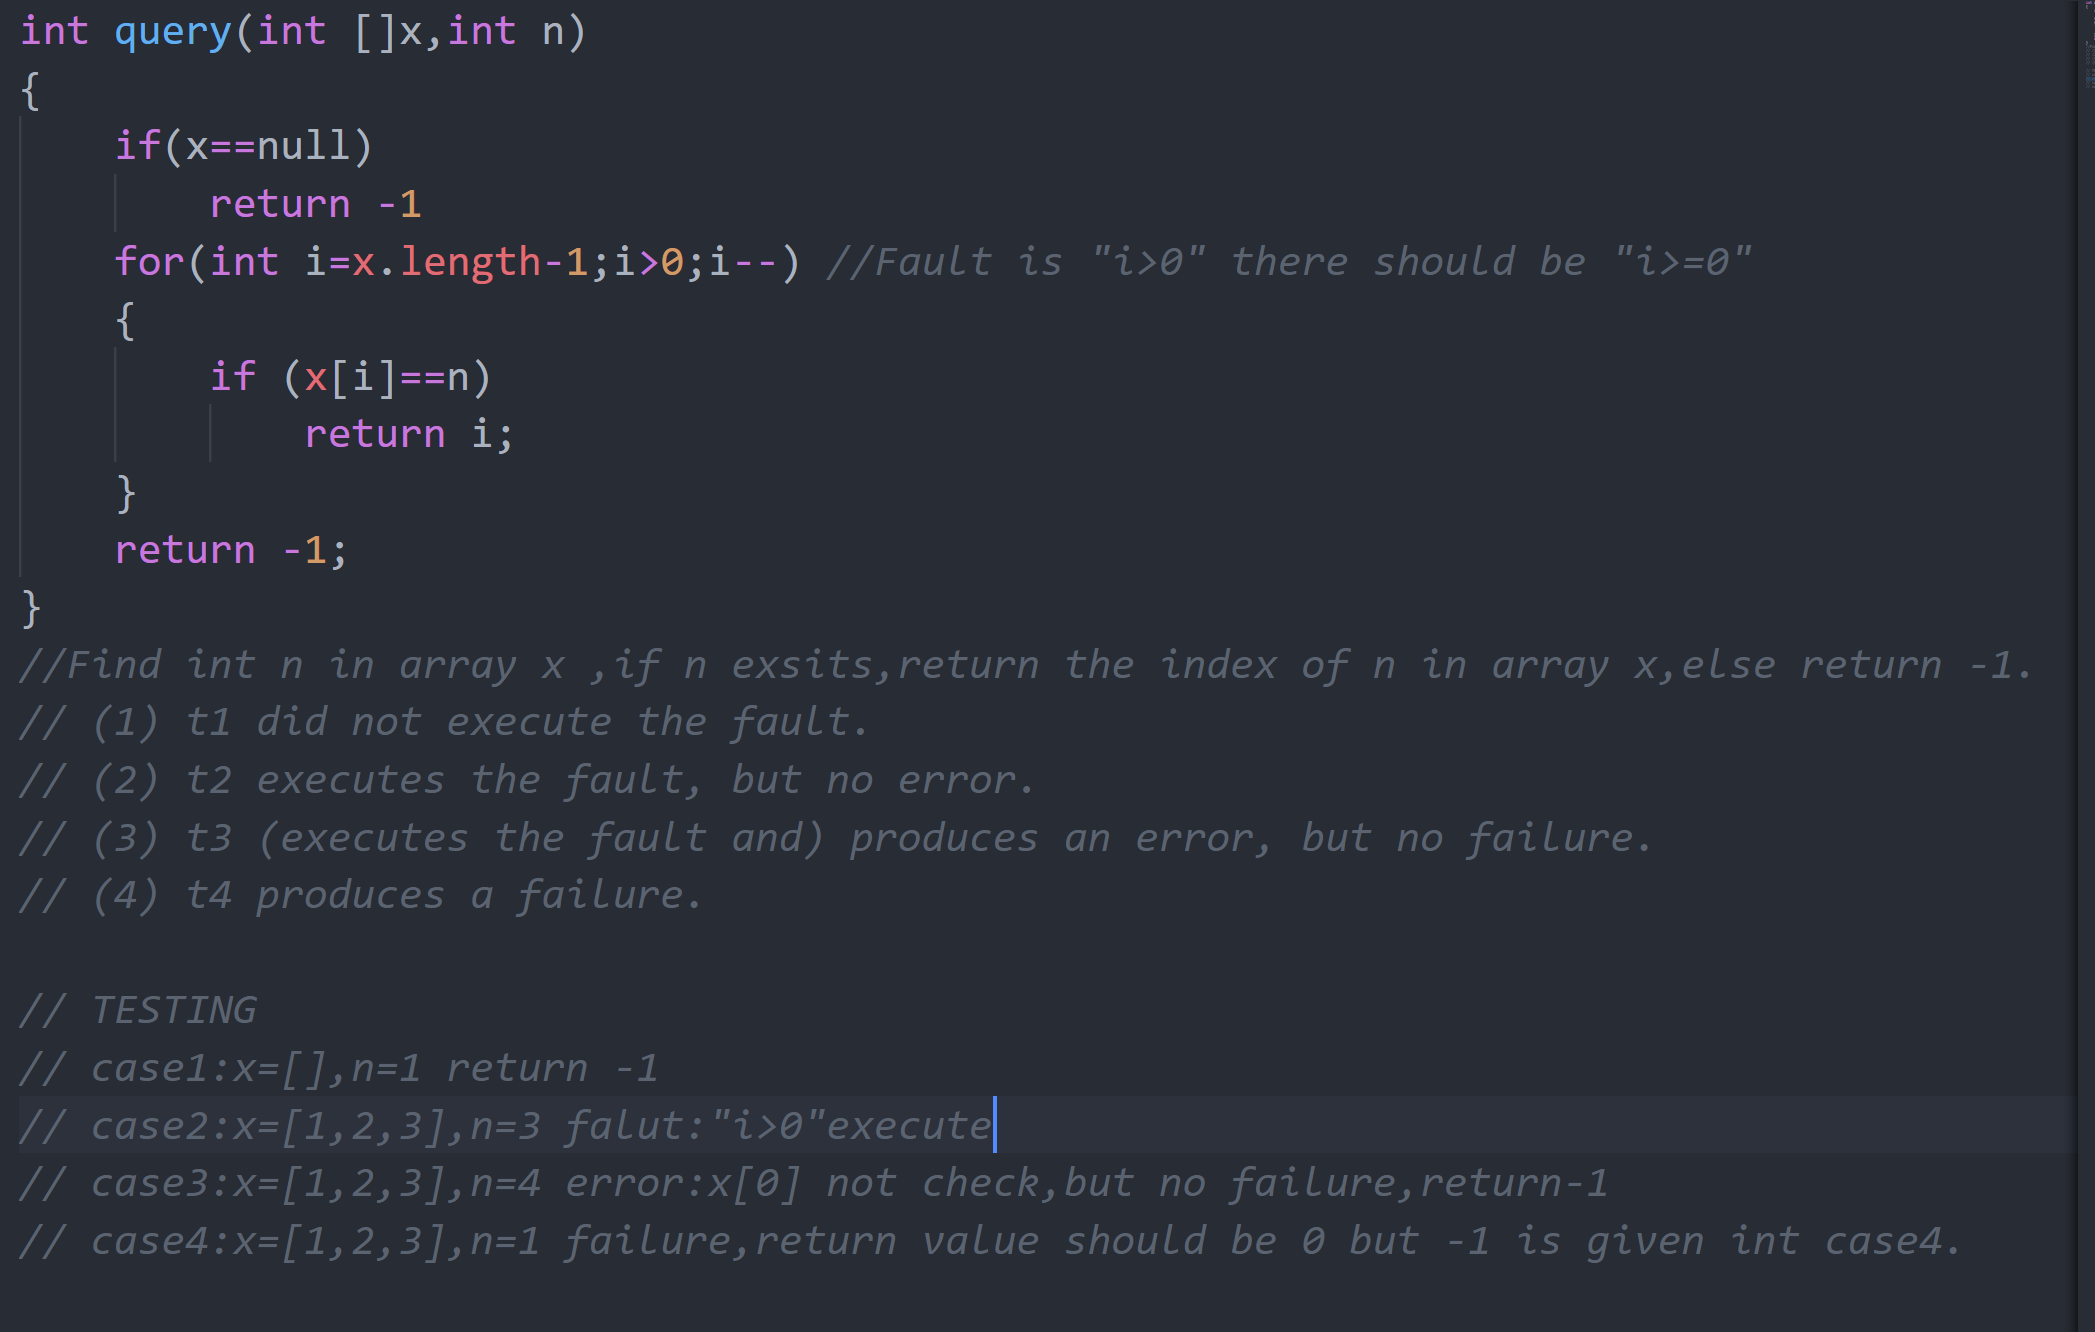 int query(int []x,int n)
{
    if(x==null)
        return -1
    for(int i=x.length-1;i>0;i--) //Fault is "i>0" there should be "i>=0"
    {
        if (x[i]==n)
            return i;
    }
    return -1;
}
//Find int n in array x ,if n exsits,return the index of n in array x,else return -1.
// (1) t1 did not execute the fault.
// (2) t2 executes the fault, but no error.
// (3) t3 (executes the fault and) produces an error, but no failure.
// (4) t4 produces a failure.

// TESTING
// case1:x=[],n=1 return -1
// case2:x=[1,2,3],n=3 falut:"i>0"execute
// case3:x=[1,2,3],n=4 error:x[0] not check,but no failure,return-1
// case4:x=[1,2,3],n=1 failure,return value should be 0 but -1 is given int case4.